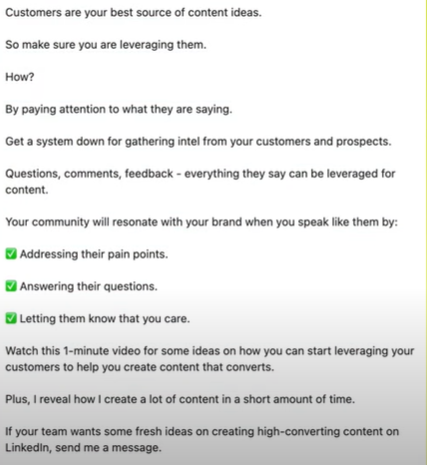 Customers are your best source of content ideas.
So make sure you are leveraging them.
How?
By paying attention to what they are saying.
Get a system down for gathering intel from your customers and prospects.
Questions, comments, feedback - everything they say can be leveraged for
content.
Your community will resonate with your brand when you speak like them by:
✅ Addressing their pain points.
✅ Answering their questions.
✅ Letting them know that you care.
Watch this 1-minute video for some ideas on how you can start leveraging your
customers to help you create content that converts.
Plus, I reveal how I create a lot of content in a short amount of time.
If your team wants some fresh ideas on creating high-converting content on
LinkedIn, send me a message.